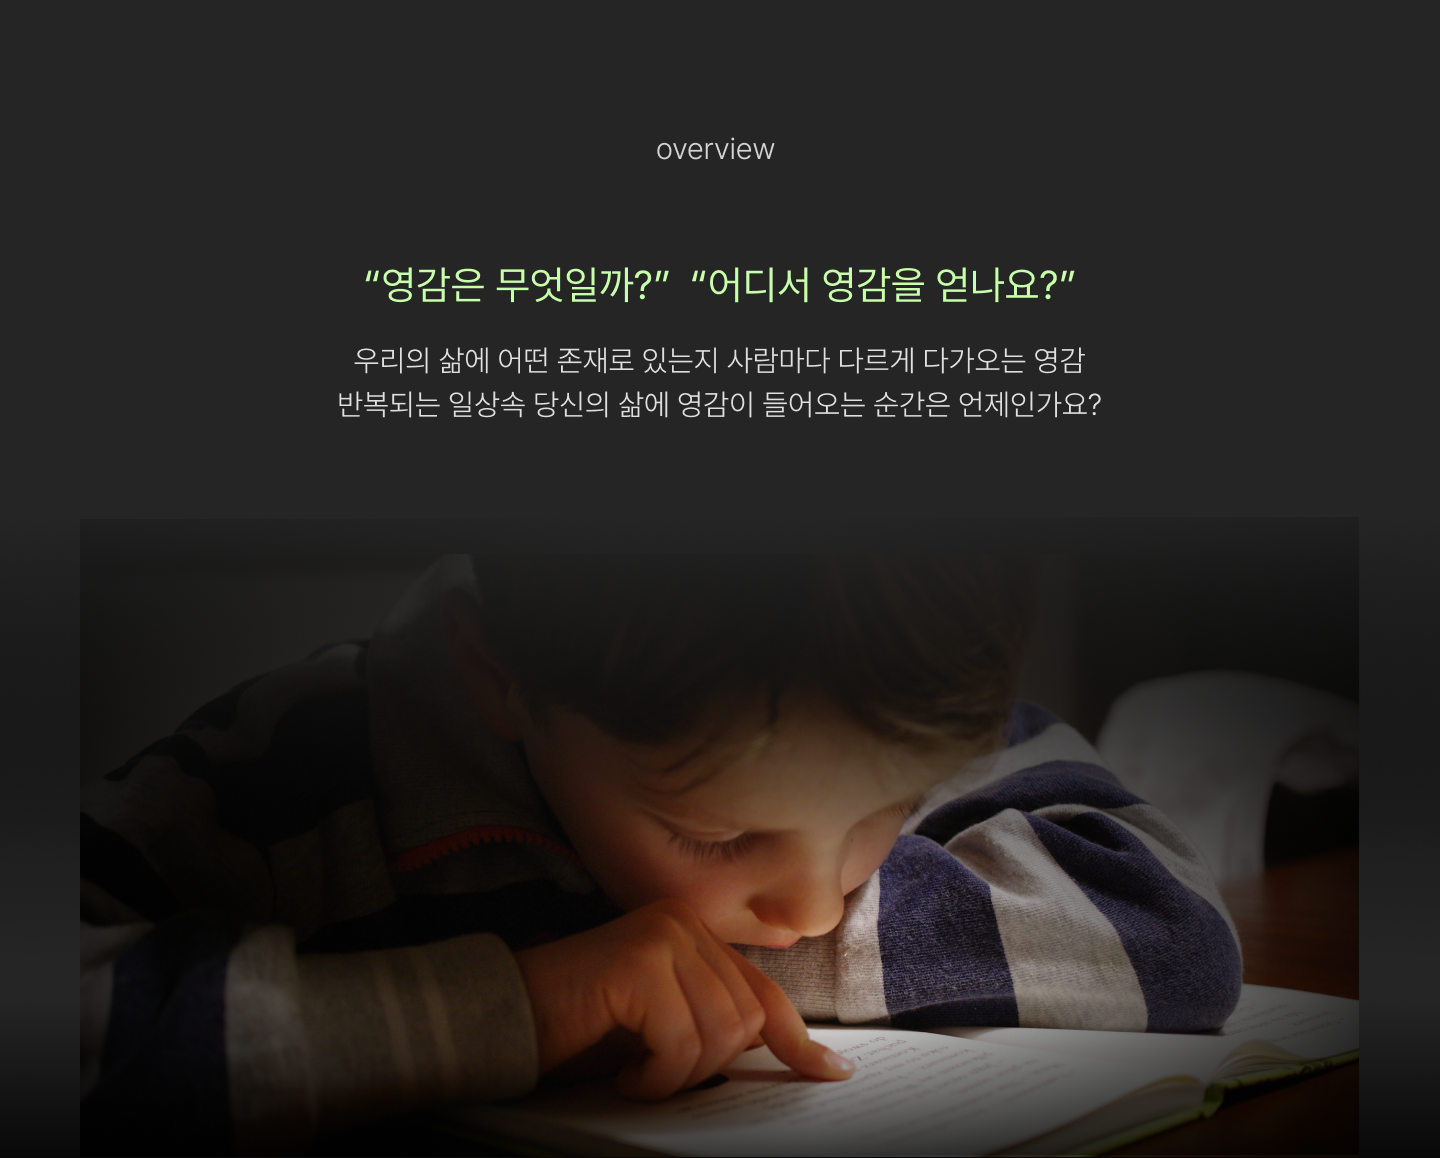 overview
“영감은 무엇일까?” “어디서 영감을 얻나요?”
우리의 삶에 어떤 존재로 있는지 사람마다 다르게 다가오는 영감
반복되는 일상속 당신의 삶에 영감이 들어오는 순간은 언제인가요?